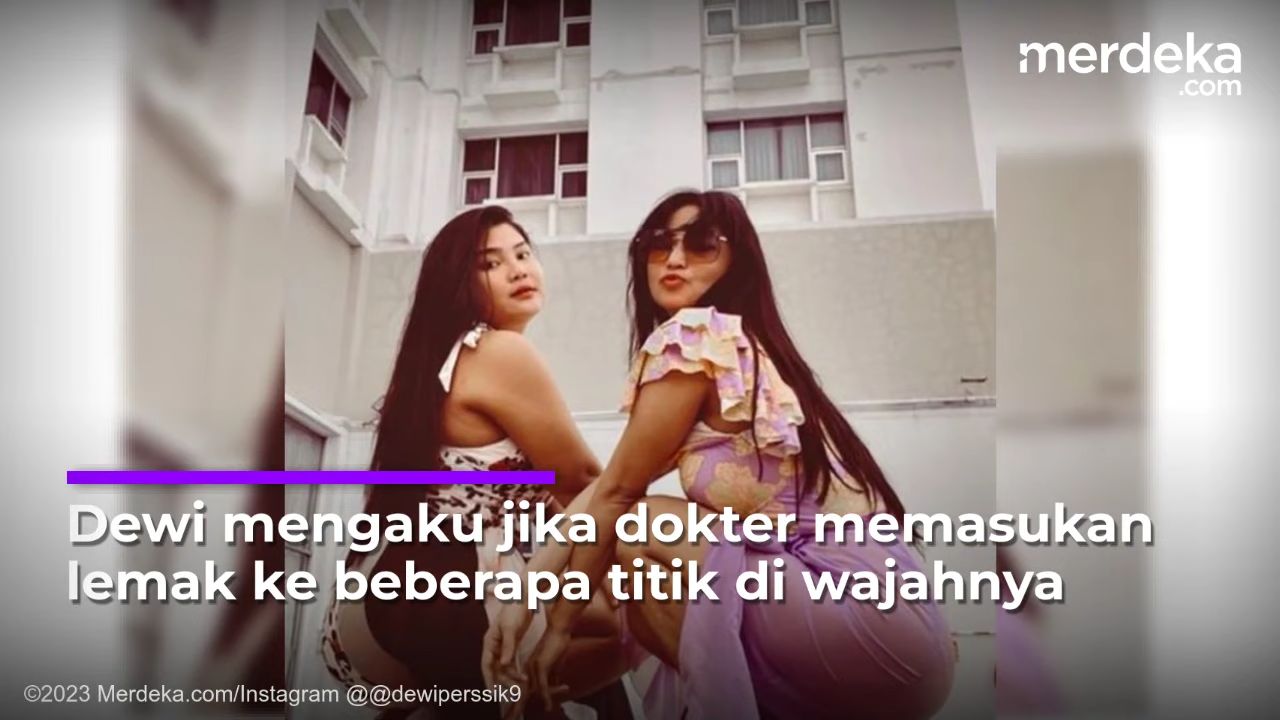 merdeka
.com
Dewi mengaku jika dokter memasukan
lemak ke beberapa titik di wajahnya
©2023 Merdeka.com/Instagram @@dewiperssik9